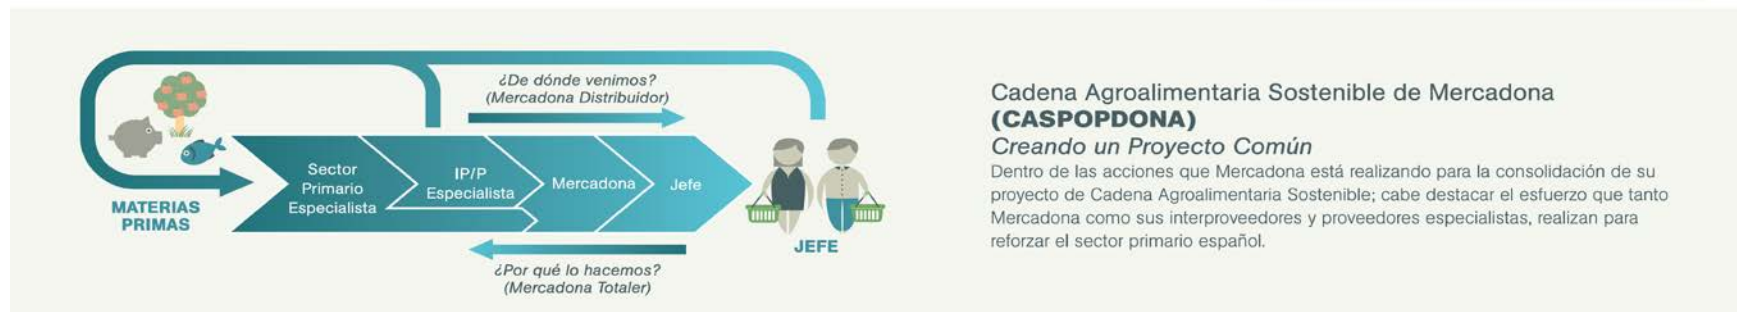 ¿De dónde venimos?
(Mercadona Distribuidor)
Sector
Primario
Especialista
IP/P
Especialista
Mercadona
Jefe
MATERIAS
PRIMAS
JEFE
¿Por qué lo hacemos?
(Mercadona Totaler)
Cadena Agroalimentaria Sostenible de Mercadona
(CASPOPDONA)
Creando un Proyecto Común
Dentro de las acciones que Mercadona está realizando para la consolidación de su
proyecto de Cadena Agroalimentaria Sostenible; cabe destacar el esfuerzo que tanto
Mercadona como sus interproveedores y proveedores especialistas, realizan para
reforzar el sector primario español.